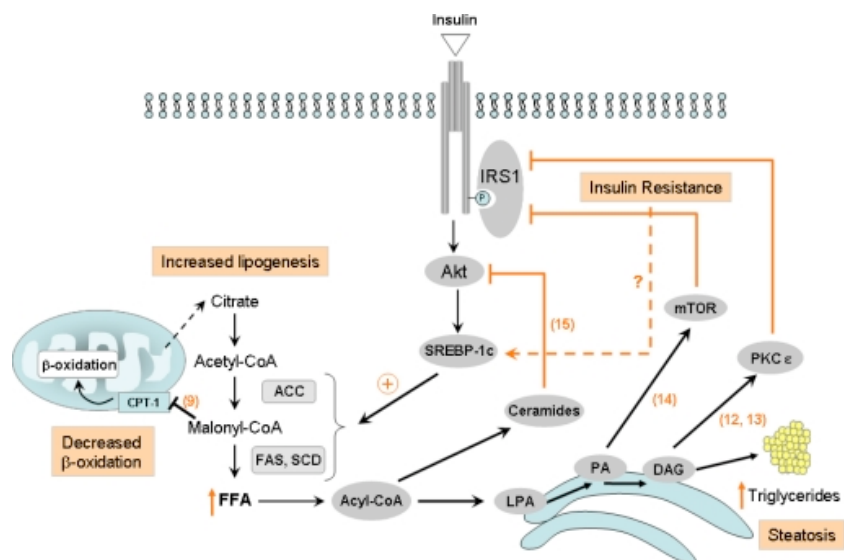 Insulin
IRS1
P
Insulin Resistance
Increased lipogenesis
Akt
?
Citrate
mTOR
(15)
β-oxidation
Acetyl-CoA
SREBP-1c
PKC ε
ACC
+
CPT-1
(9)
Malonyl-CoA
Ceramides
(14)
(12, 13)
Decreased
β-oxidation
FAS, SCD
PA
DAG
FFA
Acyl-CoA
LPA
Triglycerides
Steatosis